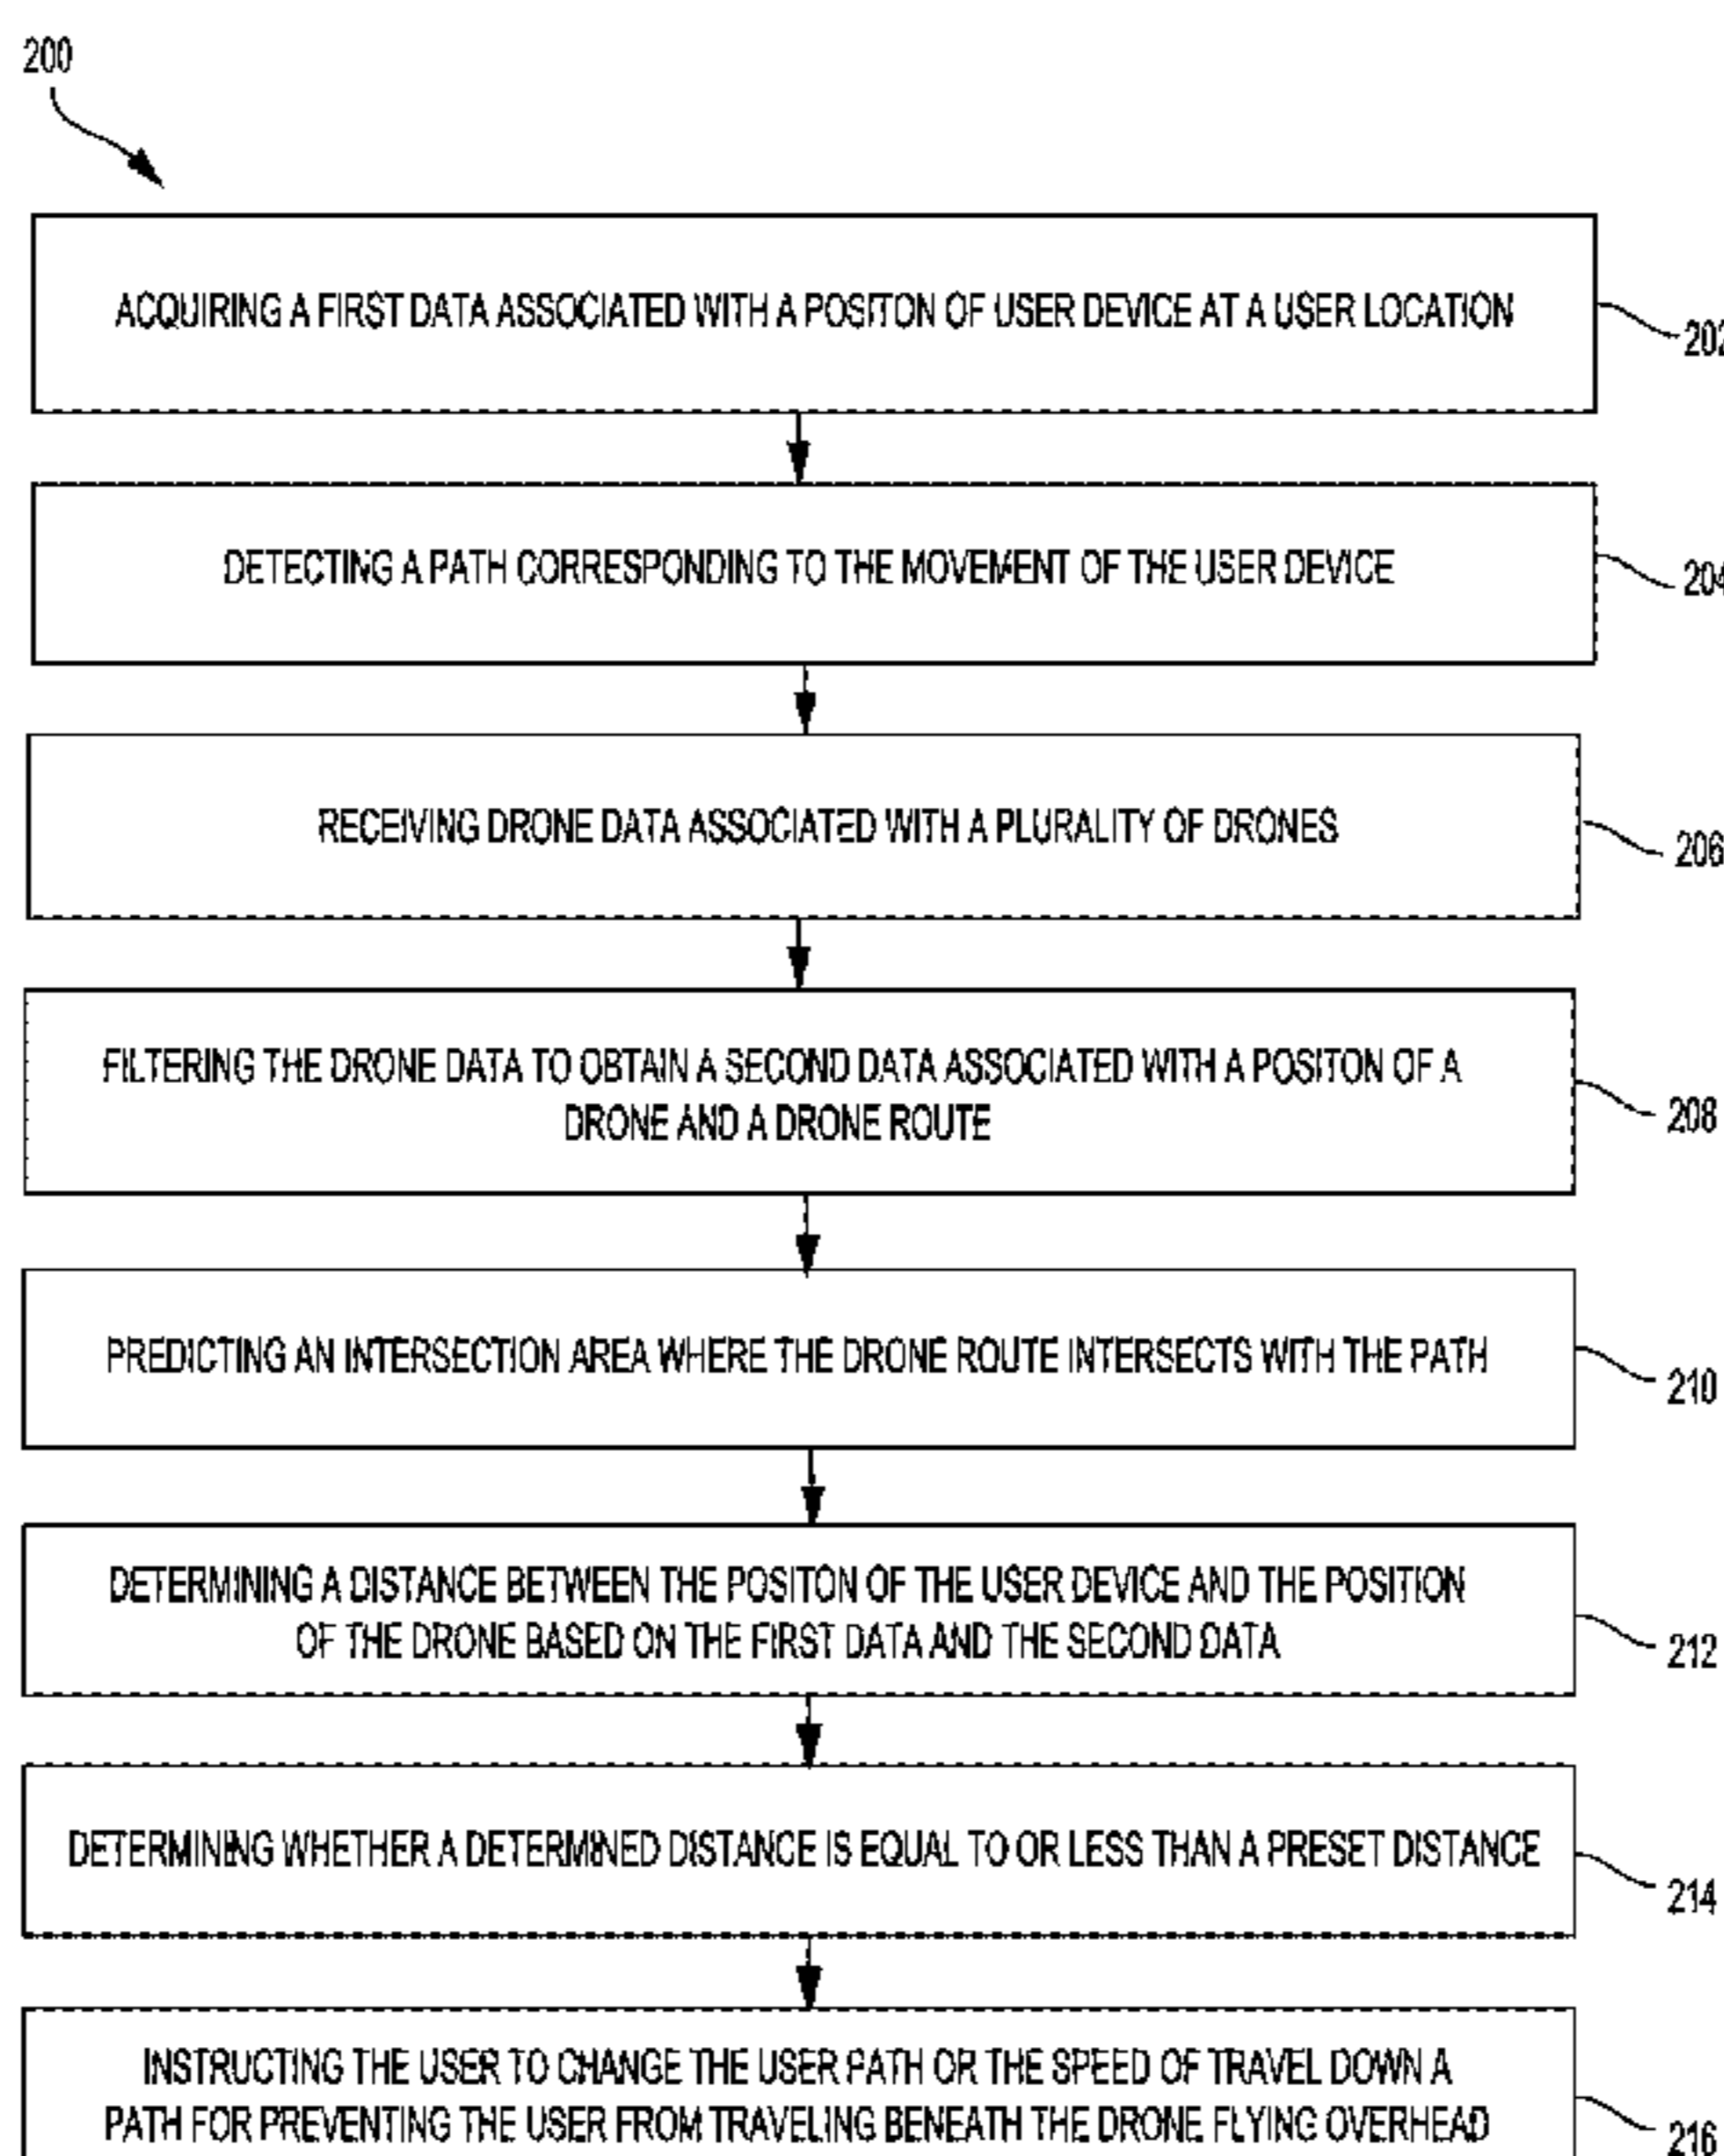 200
ACQUIRING A FIRST DATA ASSOCIATED WITH A POSITON OF USER DEVICE AT A USER LOCATION
202
DETECTING A PATH CORRESPONDING TO THE MOVEMENT OF THE USER DEVICE
204
RECEIVING DRONE DATA ASSOCIATED WITH A PLURALITY OF DRONES
206
FILTERING THE DRONE DATA TO OBTAIN A SECOND DATA ASSOCIATED WITH A POSITON OF A
DRONE AND A DRONE ROUTE
208
PREDICTING AN INTERSECTION AREA WHERE THE DRONE ROUTE INTERSECTS WITH THE PATH
210
DETERMINING A DISTANCE BETWEEN THE POSITON OF THE USER DEVICE AND THE POSITION
OF THE DRONE BASED ON THE FIRST DATA AND THE SECOND DATA
212
DETERMINING WHETHER A DETERMINED DISTANCE IS EQUAL TO OR LESS THAN A PRESET DISTANCE
214
INSTRUCTING THE USER TO CHANGE THE USER PATH OR THE SPEED OF TRAVEL DOWN A
PATH FOR PREVENTING THE USER FROM TRAVELING BENEATH THE DRONE FLYING OVERHEAD
216